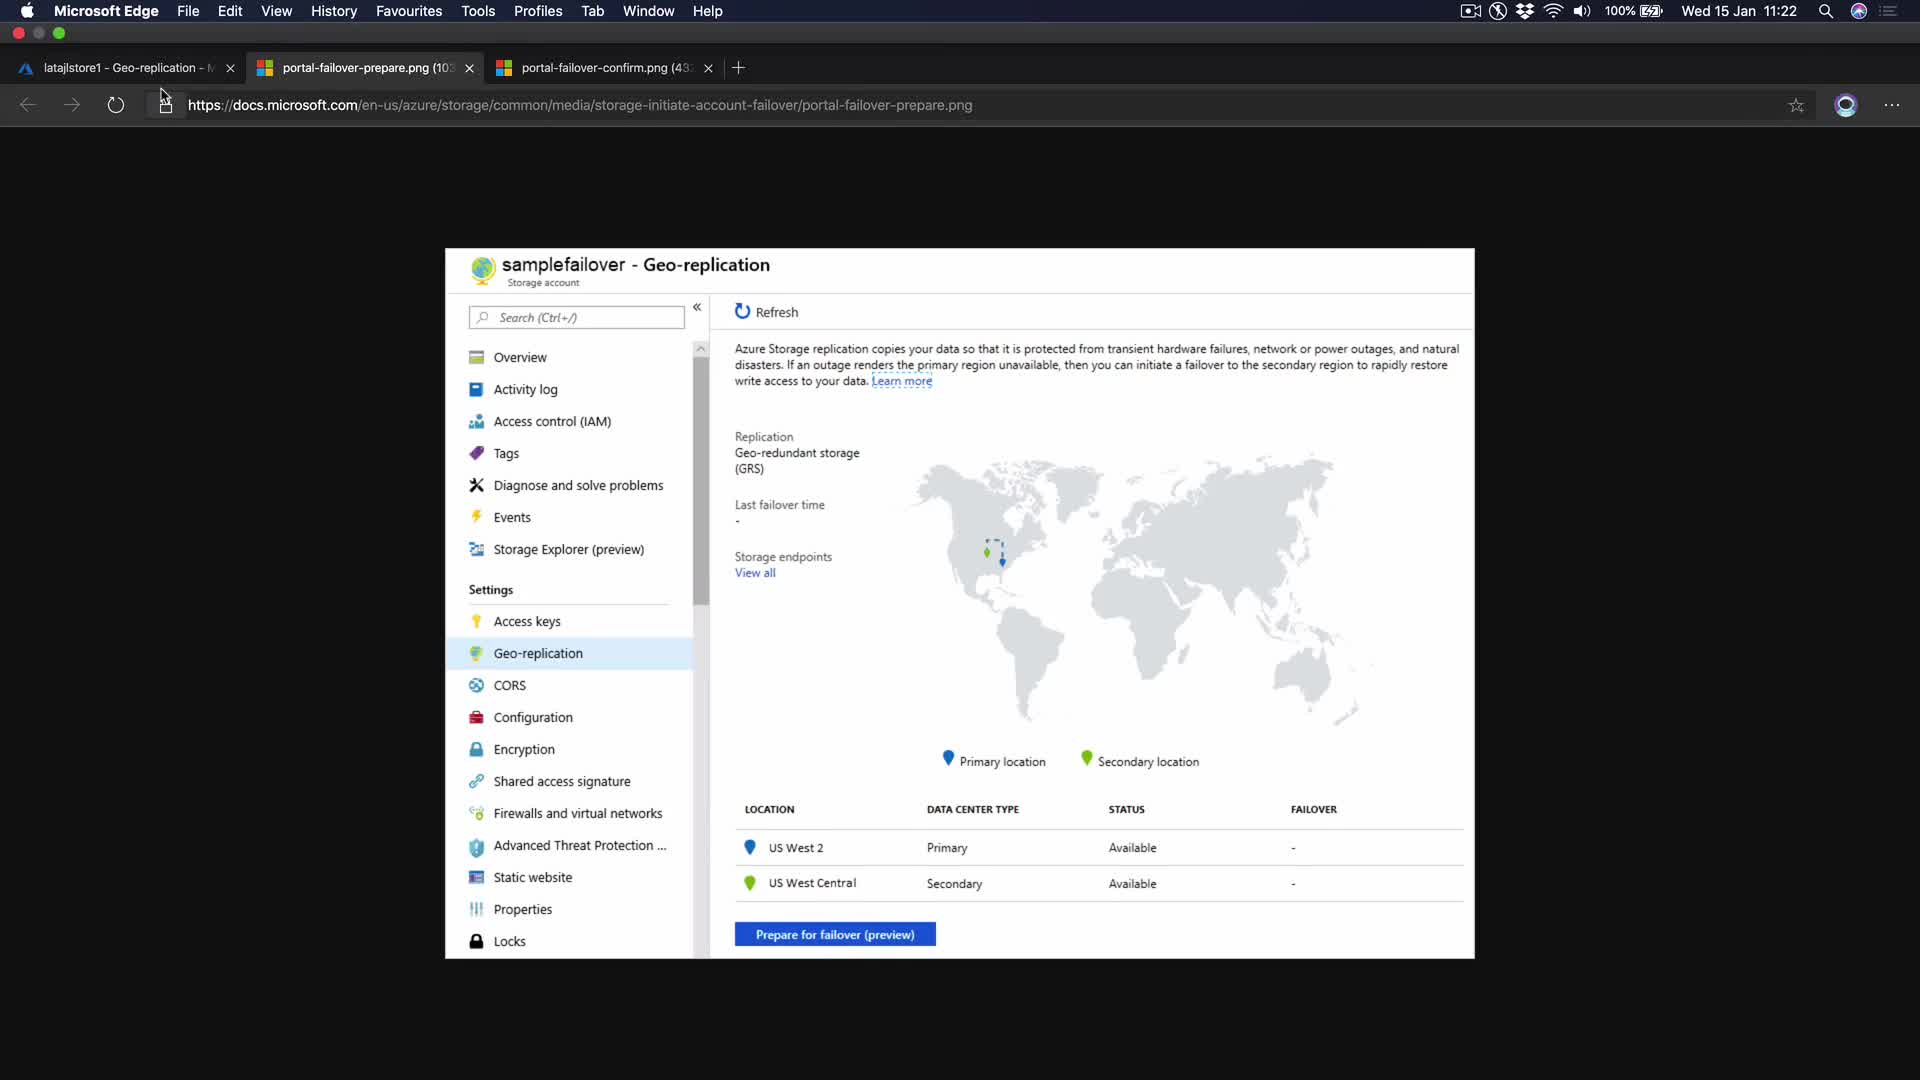 Microsoft Edge File Edit View History Favourites Tools Profiles Tab Window Help 100% Wed 15 Jan 11:22
latajlstore1 - Geo-replication - M portal-failover-prepare.png (103 portal-failover-confirm.png (43
https://docs.microsoft.com/en-us/azure/storage/common/media/storage-initiate-account-failover/portal-failover-prepare.png
samplefailover - Geo-replication
Storage account
Search (Ctrl+/)
«
Overview
Activity log
Access control (IAM)
Tags
Diagnose and solve problems
Events
Storage Explorer (preview)
Settings
Access keys
Geo-replication
CORS
Configuration
Encryption
Shared access signature
Firewalls and virtual networks
Advanced Threat Protection ...
Static website
Properties
Locks
Refresh
Azure Storage replication copies your data so that it is protected from transient hardware failures, network or power outages, and natural
disasters. If an outage renders the primary region unavailable, then you can initiate a failover to the secondary region to rapidly restore
write access to your data. Learn more
Replication
Geo-redundant storage
(GRS)
Last failover time
-
Storage endpoints
View all
Primary location Secondary location
LOCATION DATA CENTER TYPE STATUS FAILOVER
US West 2 Primary Available -
US West Central Secondary Available -
Prepare for failover (preview)